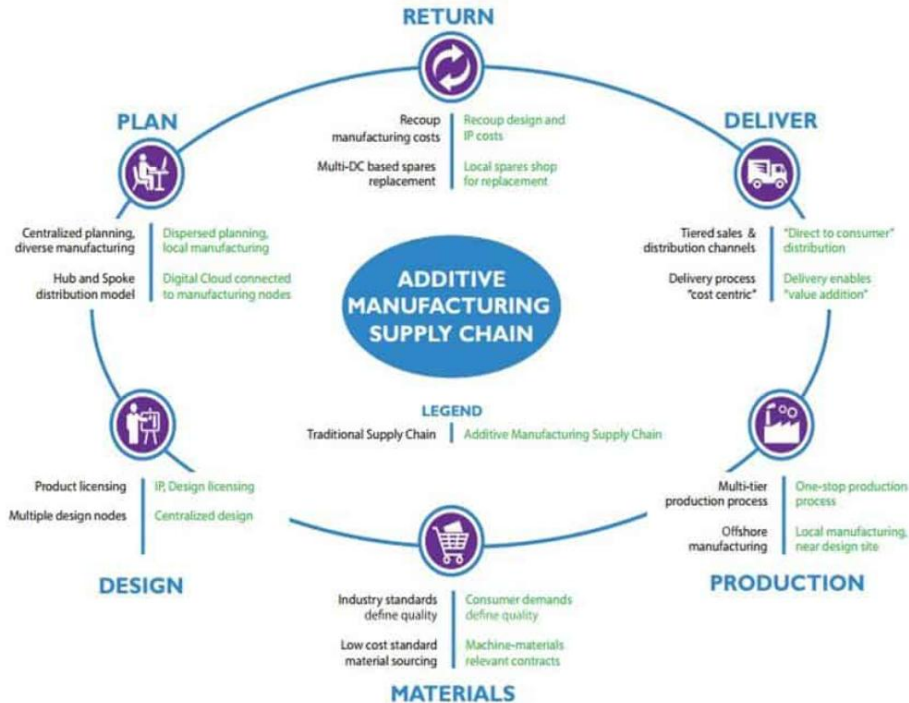 RETURN
Recoup
manufacturing costs
Recoup design and
IP costs
Multi-DC based spares
replacement
Local spares shop
for replacement
PLAN
Centralized planning,
diverse manufacturing
Dispersed planning,
local manufacturing
Hub and Spoke
distribution model
Digital Cloud connected
to manufacturing nodes
DELIVER
Tiered sales &
distribution channels
"Direct to consumer"
distribution
Delivery process
"cost centric"
Delivery enables
"value addition"
ADDITIVE
MANUFACTURING
SUPPLY CHAIN
LEGEND
Traditional Supply Chain
Additive Manufacturing Supply Chain
Product licensing
IP, Design licensing
Multiple design nodes
Centralized design
DESIGN
Multi-tier
production process
One-stop production
process
Offshore
manufacturing
Local manufacturing,
near design site
PRODUCTION
Industry standards
define quality
Consumer demands
define quality
Low cost standard
material sourcing
Machine-materials
relevant contracts
MATERIALS